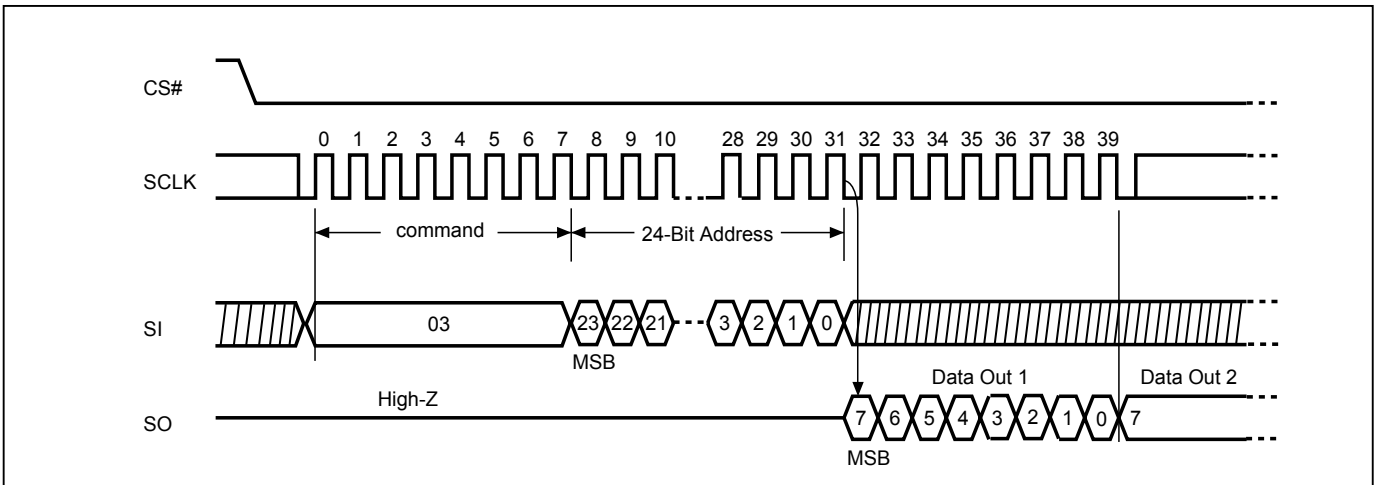 CS#
0 1 2 3 4 5 6 7 8 9 10 28 29 30 31 32 33 34 35 36 37 38 39
SCLK
command 24-Bit Address
SI 03 23 22 21 3 2 1 0
MSB
Data Out 1 Data Out 2
High-Z
SO 7 6 5 4 3 2 1 0 7
MSB